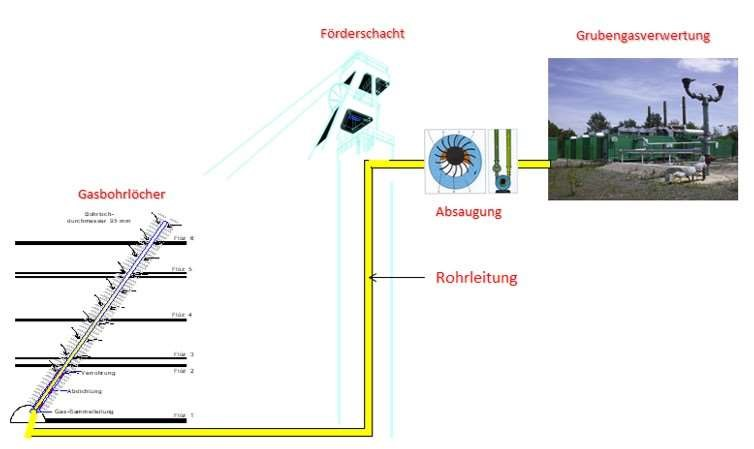 Förderschacht
Grubengasverwertung
Absaugung
Gasbohrlöcher
Bohrloch-
durchmesser 95 mm
Flöz 6
Flöz 5
Flöz 4
Flöz 3
Flöz 2
Verrohrung
Abdichtung
Gas-Sammelleitung
Flöz 1
Rohrleitung